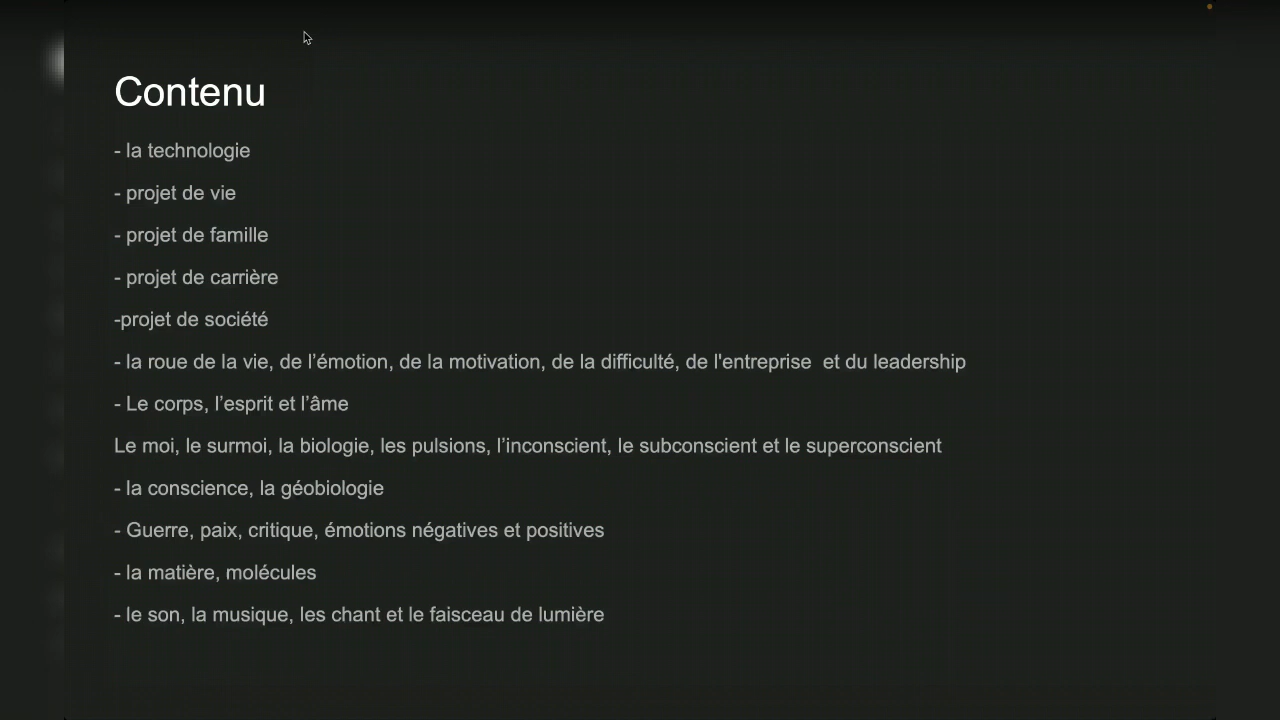 Contenu
- la technologie
- projet de vie
- projet de famille
- projet de carrière
-projet de société
- la roue de la vie, de l’émotion, de la motivation, de la difficulté, de l'entreprise  et du leadership
- Le corps, l’esprit et l’âme
Le moi, le surmoi, la biologie, les pulsions, l’inconscient, le subconscient et le superconscient
- la conscience, la géobiologie
- Guerre, paix, critique, émotions négatives et positives
- la matière, molécules
- le son, la musique, les chant et le faisceau de lumière